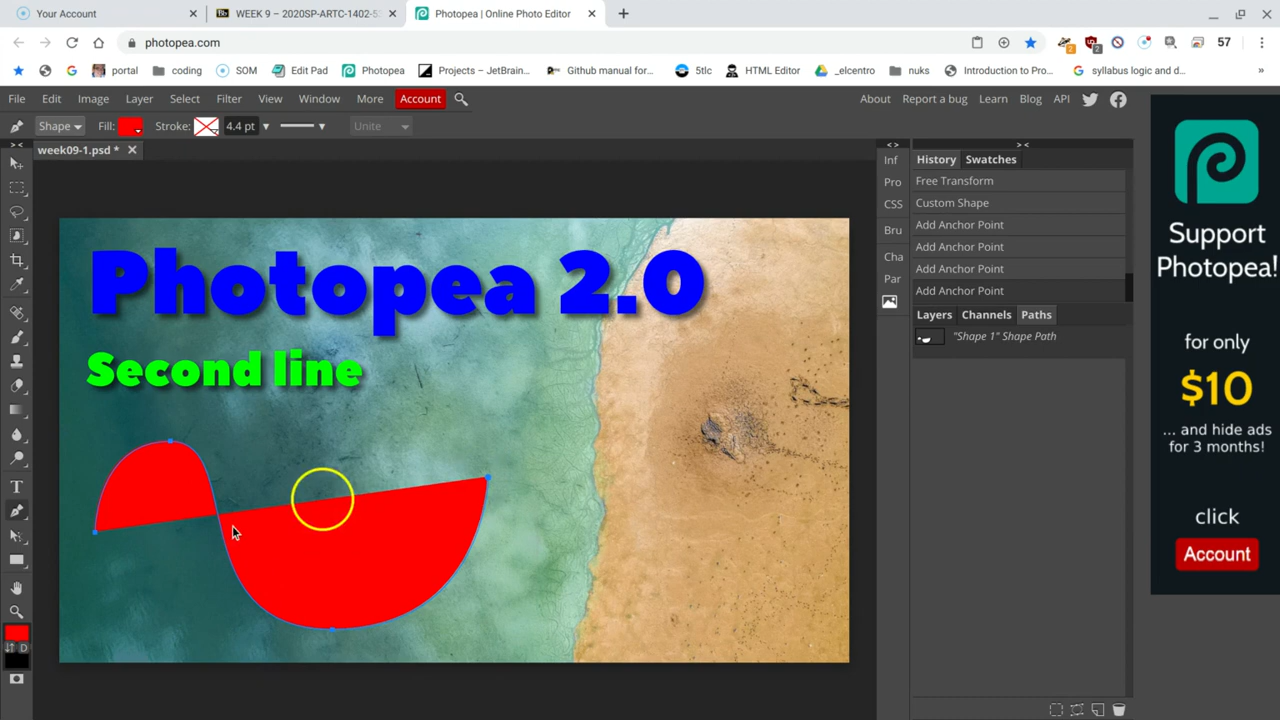 Your Account
WEEK 9 – 2020SP-ARTC-1402-5
Photopea | Online Photo Editor
photopea.com
2
2
57
portal
coding
SOM
Edit Pad
Photopea
Projects – JetBrain...
Github manual for...
5tlc
HTML Editor
_elcentro
nuks
Introduction to Pro...
syllabus logic and d...
»
File Edit Image Layer Select Filter View Window More Account
About Report a bug Learn Blog API
Shape Fill: Stroke: 4.4 pt Unite
week09-1.psd *
Photopea 2.0
Second line
Inf
Pro
CSS
Bru
Cha
Par
History Swatches
Free Transform
Custom Shape
Add Anchor Point
Add Anchor Point
Add Anchor Point
Add Anchor Point
Layers Channels Paths
"Shape 1" Shape Path
D
Support
Photopea!
for only
$10
... and hide ads
for 3 months!
click
Account